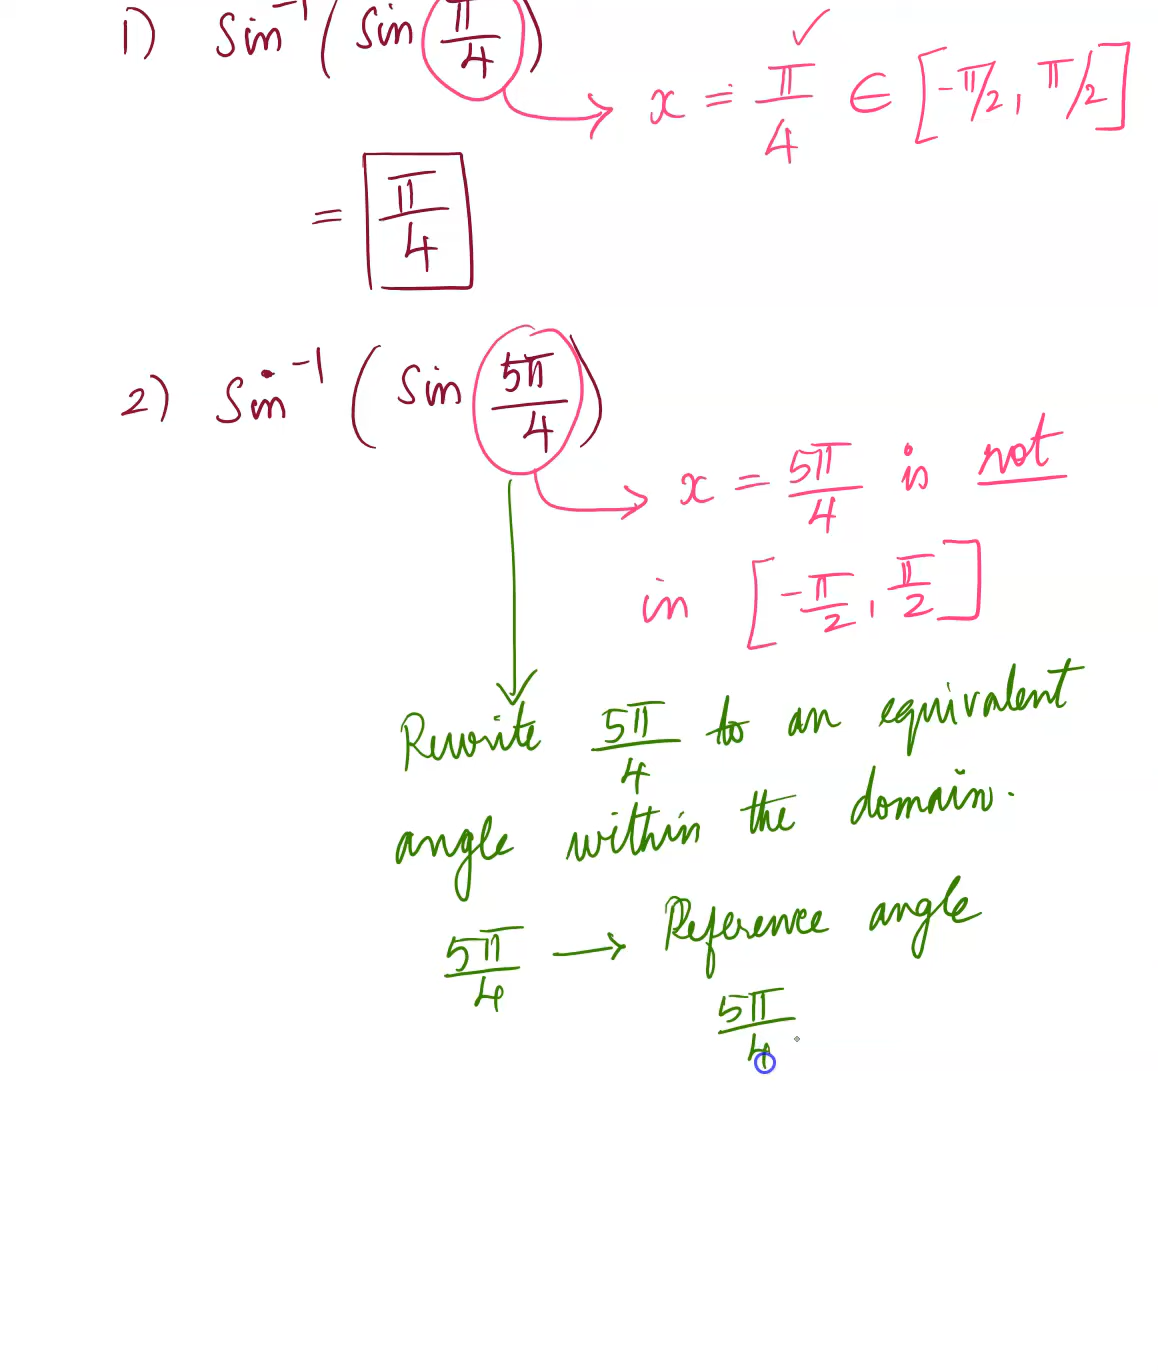 1) Sin⁻¹(Sin π/4)
x = π/4 ∈ [-π/2, π/2]
= π/4
2) Sin⁻¹(Sin 5π/4)
x = 5π/4 is not
in [-π/2, π/2]
Rewrite 5π/4 to an equivalent
angle within the domain.
5π/4 → Reference angle
5π/4